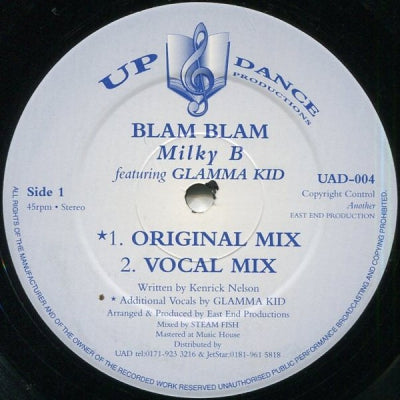 UP DANCE
PRODUCTIONS
BLAM BLAM
Milky B
featuring GLAMMA KID
Side 1
45rpm • Stereo
UAD-004
Copyright Control
Another
EAST END PRODUCTION
*1. ORIGINAL MIX
2. VOCAL MIX
Written by Kenrick Nelson
* Additional Vocals by GLAMMA KID
Arranged & Produced by East End Productions
Mixed by STEAM FISH
Mastered at Music House
Distributed by
UAD tel:0171-923 3216 & JetStar:0181-961 5818
ALL RIGHTS OF THE MANUFACTURER AND OF THE OWNER OF THE RECORDED WORK RESERVED UNAUTHORISED PUBLIC PERFORMANCE BROADCASTING AND COPYING PROHIBITED.